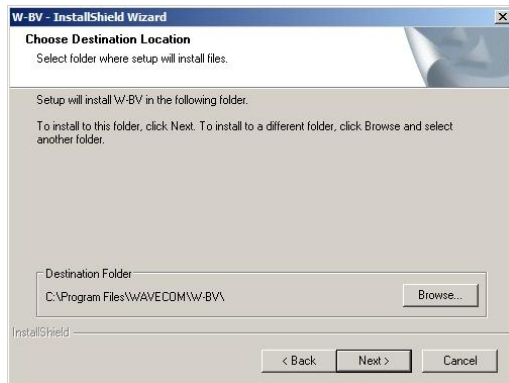 W-BV - InstallShield Wizard
Choose Destination Location
Select folder where setup will install files.
Setup will install W-BV in the following folder.
To install to this folder, click Next. To install to a different folder, click Browse and select
another folder.
Destination Folder
C:\Program Files\WAVECOM\W-BV\
Browse...
InstallShield
< Back
Next >
Cancel